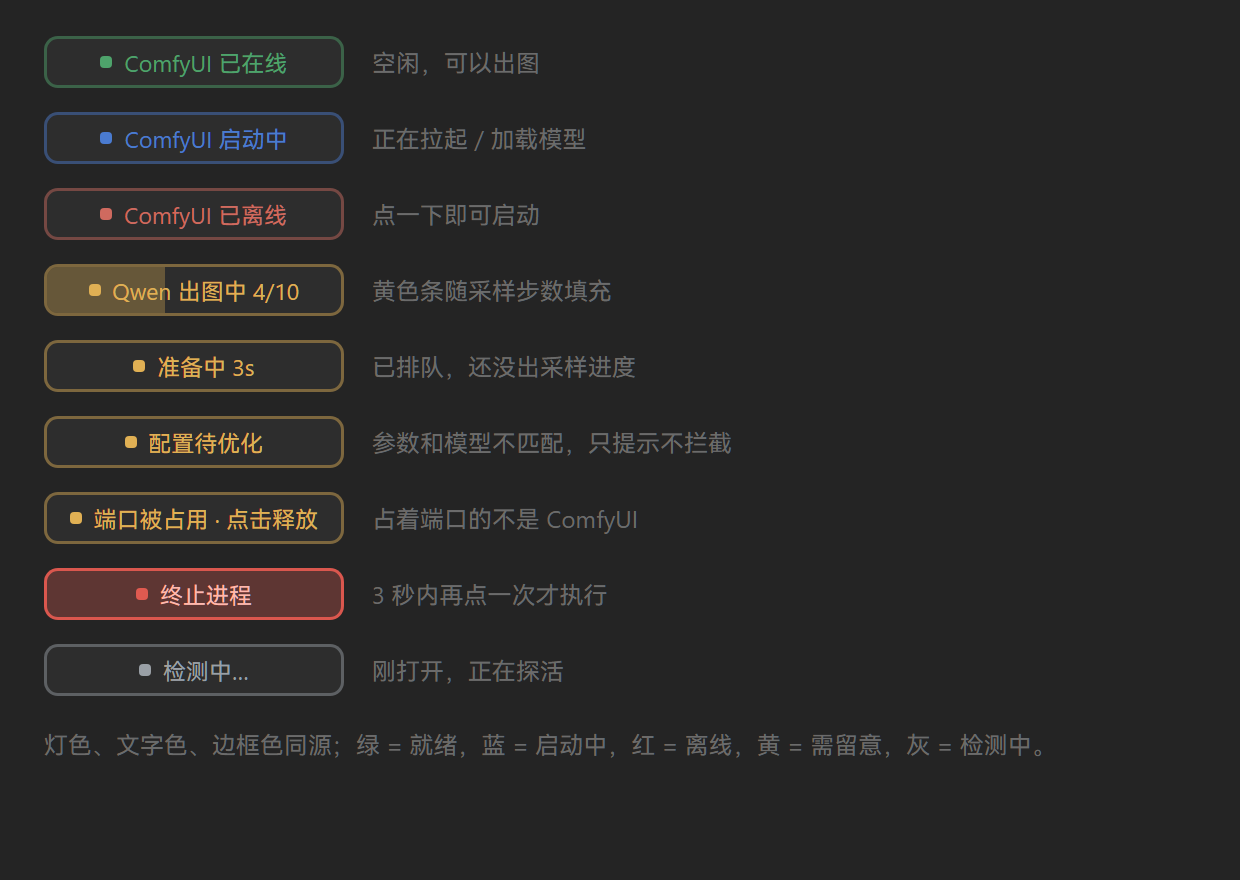 ComfyUI 已在线 空闲，可以出图
ComfyUI 启动中 正在拉起 / 加载模型
ComfyUI 已离线 点一下即可启动
Qwen 出图中 4/10 黄色条随采样步数填充
准备中 3s 已排队，还没出采样进度
配置待优化 参数和模型不匹配，只提示不拦截
端口被占用 · 点击释放 占着端口的不是 ComfyUI
终止进程 3 秒内再点一次才执行
检测中... 刚打开，正在探活
灯色、文字色、边框色同源；绿 = 就绪，蓝 = 启动中，红 = 离线，黄 = 需留意，灰 = 检测中。